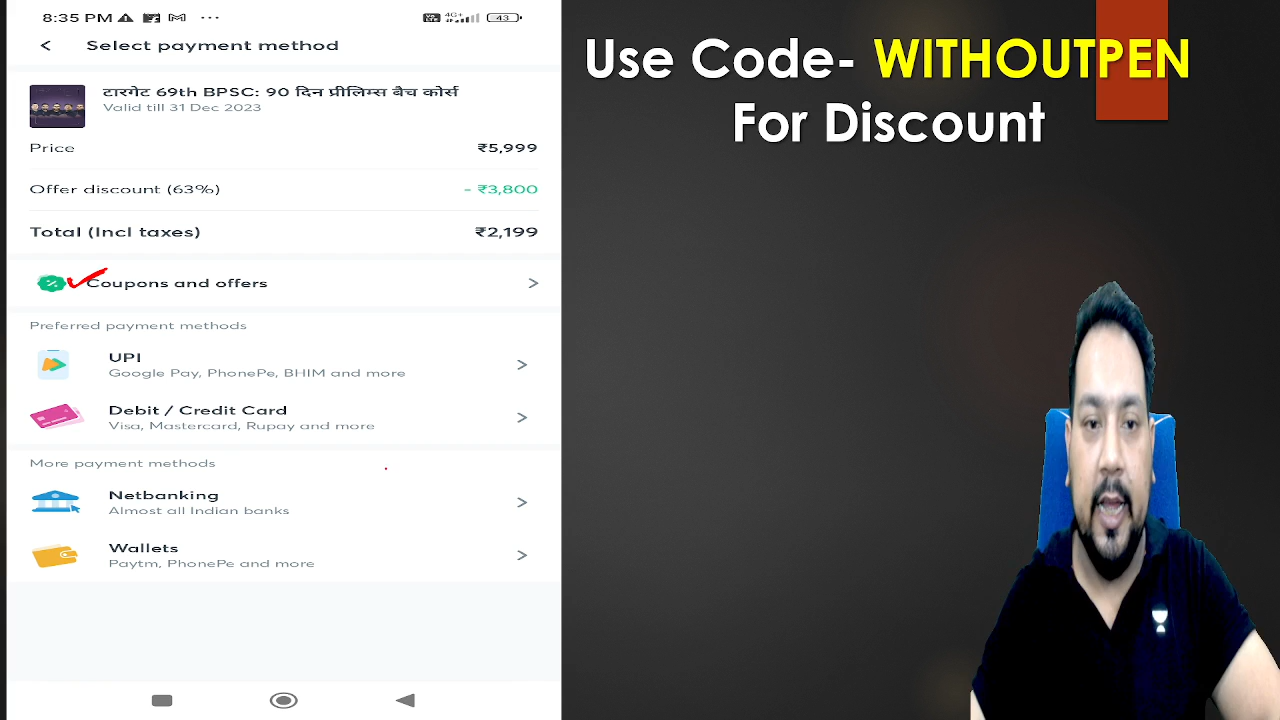 8:35 PM
4G+
43
Select payment method
टारगेट 69th BPSC: 90 दिन प्रीलिम्स बैच कोर्स
Valid till 31 Dec 2023
Price ₹5,999
Offer discount (63%) - ₹3,800
Total (Incl taxes) ₹2,199
Coupons and offers
Preferred payment methods
UPI
Google Pay, PhonePe, BHIM and more
Debit / Credit Card
Visa, Mastercard, Rupay and more
More payment methods
Netbanking
Almost all Indian banks
Wallets
Paytm, PhonePe and more
Use Code- WITHOUTPEN
For Discount